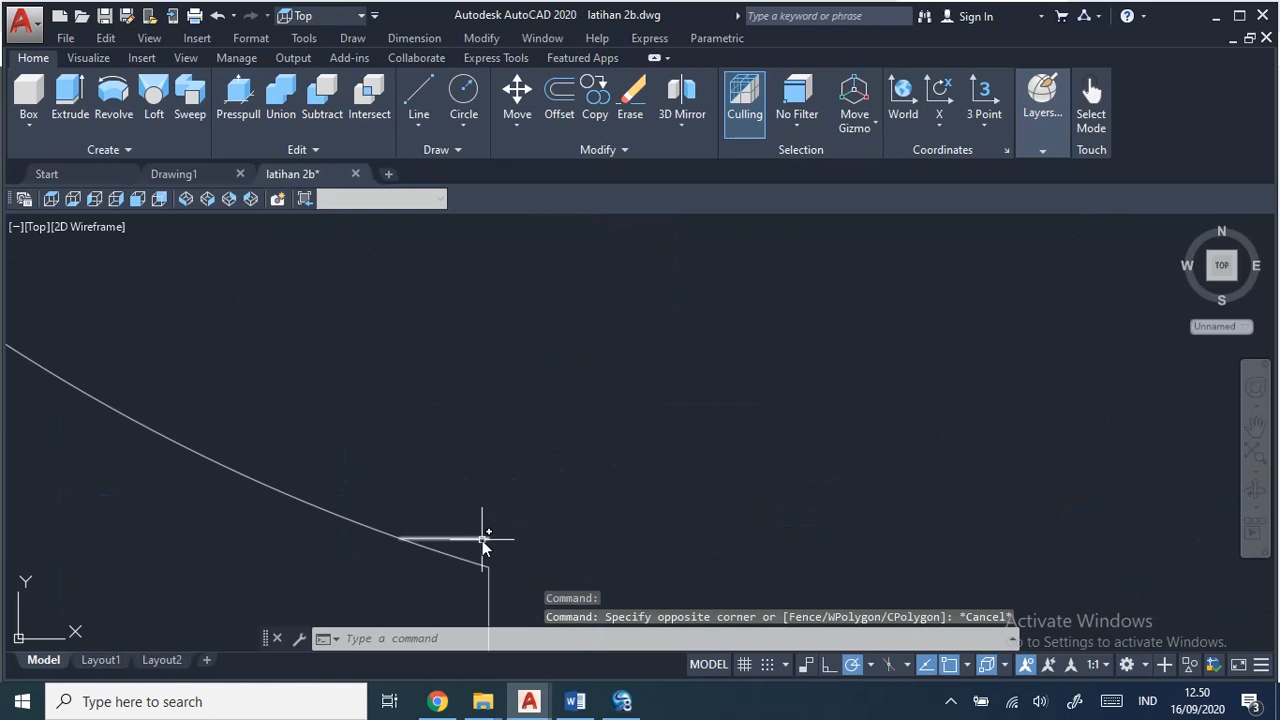 Top
Autodesk AutoCAD 2020 latihan 2b.dwg
Type a keyword or phrase
Sign In
File Edit View Insert Format Tools Draw Dimension Modify Window Help Express Parametric
Home Visualize Insert View Manage Output Add-ins Collaborate Express Tools Featured Apps
Box Extrude Revolve Loft Sweep Presspull Union Subtract Intersect Line Circle Move Offset Copy Erase 3D Mirror Culling No Filter Move Gizmo World X 3 Point Layers... Select Mode
Create Edit Draw Modify Selection Coordinates Touch
Start Drawing1 latihan 2b*
[−][Top][2D Wireframe]
N
W TOP E
S
Unnamed
Y
X
Command:
Command: Specify opposite corner or [Fence/WPolygon/CPolygon]: *Cancel*
Activate Windows
Go to Settings to activate Windows.
Type a command
Model Layout1 Layout2 +
MODEL 1:1
Type here to search
IND
12.50
16/09/2020
3